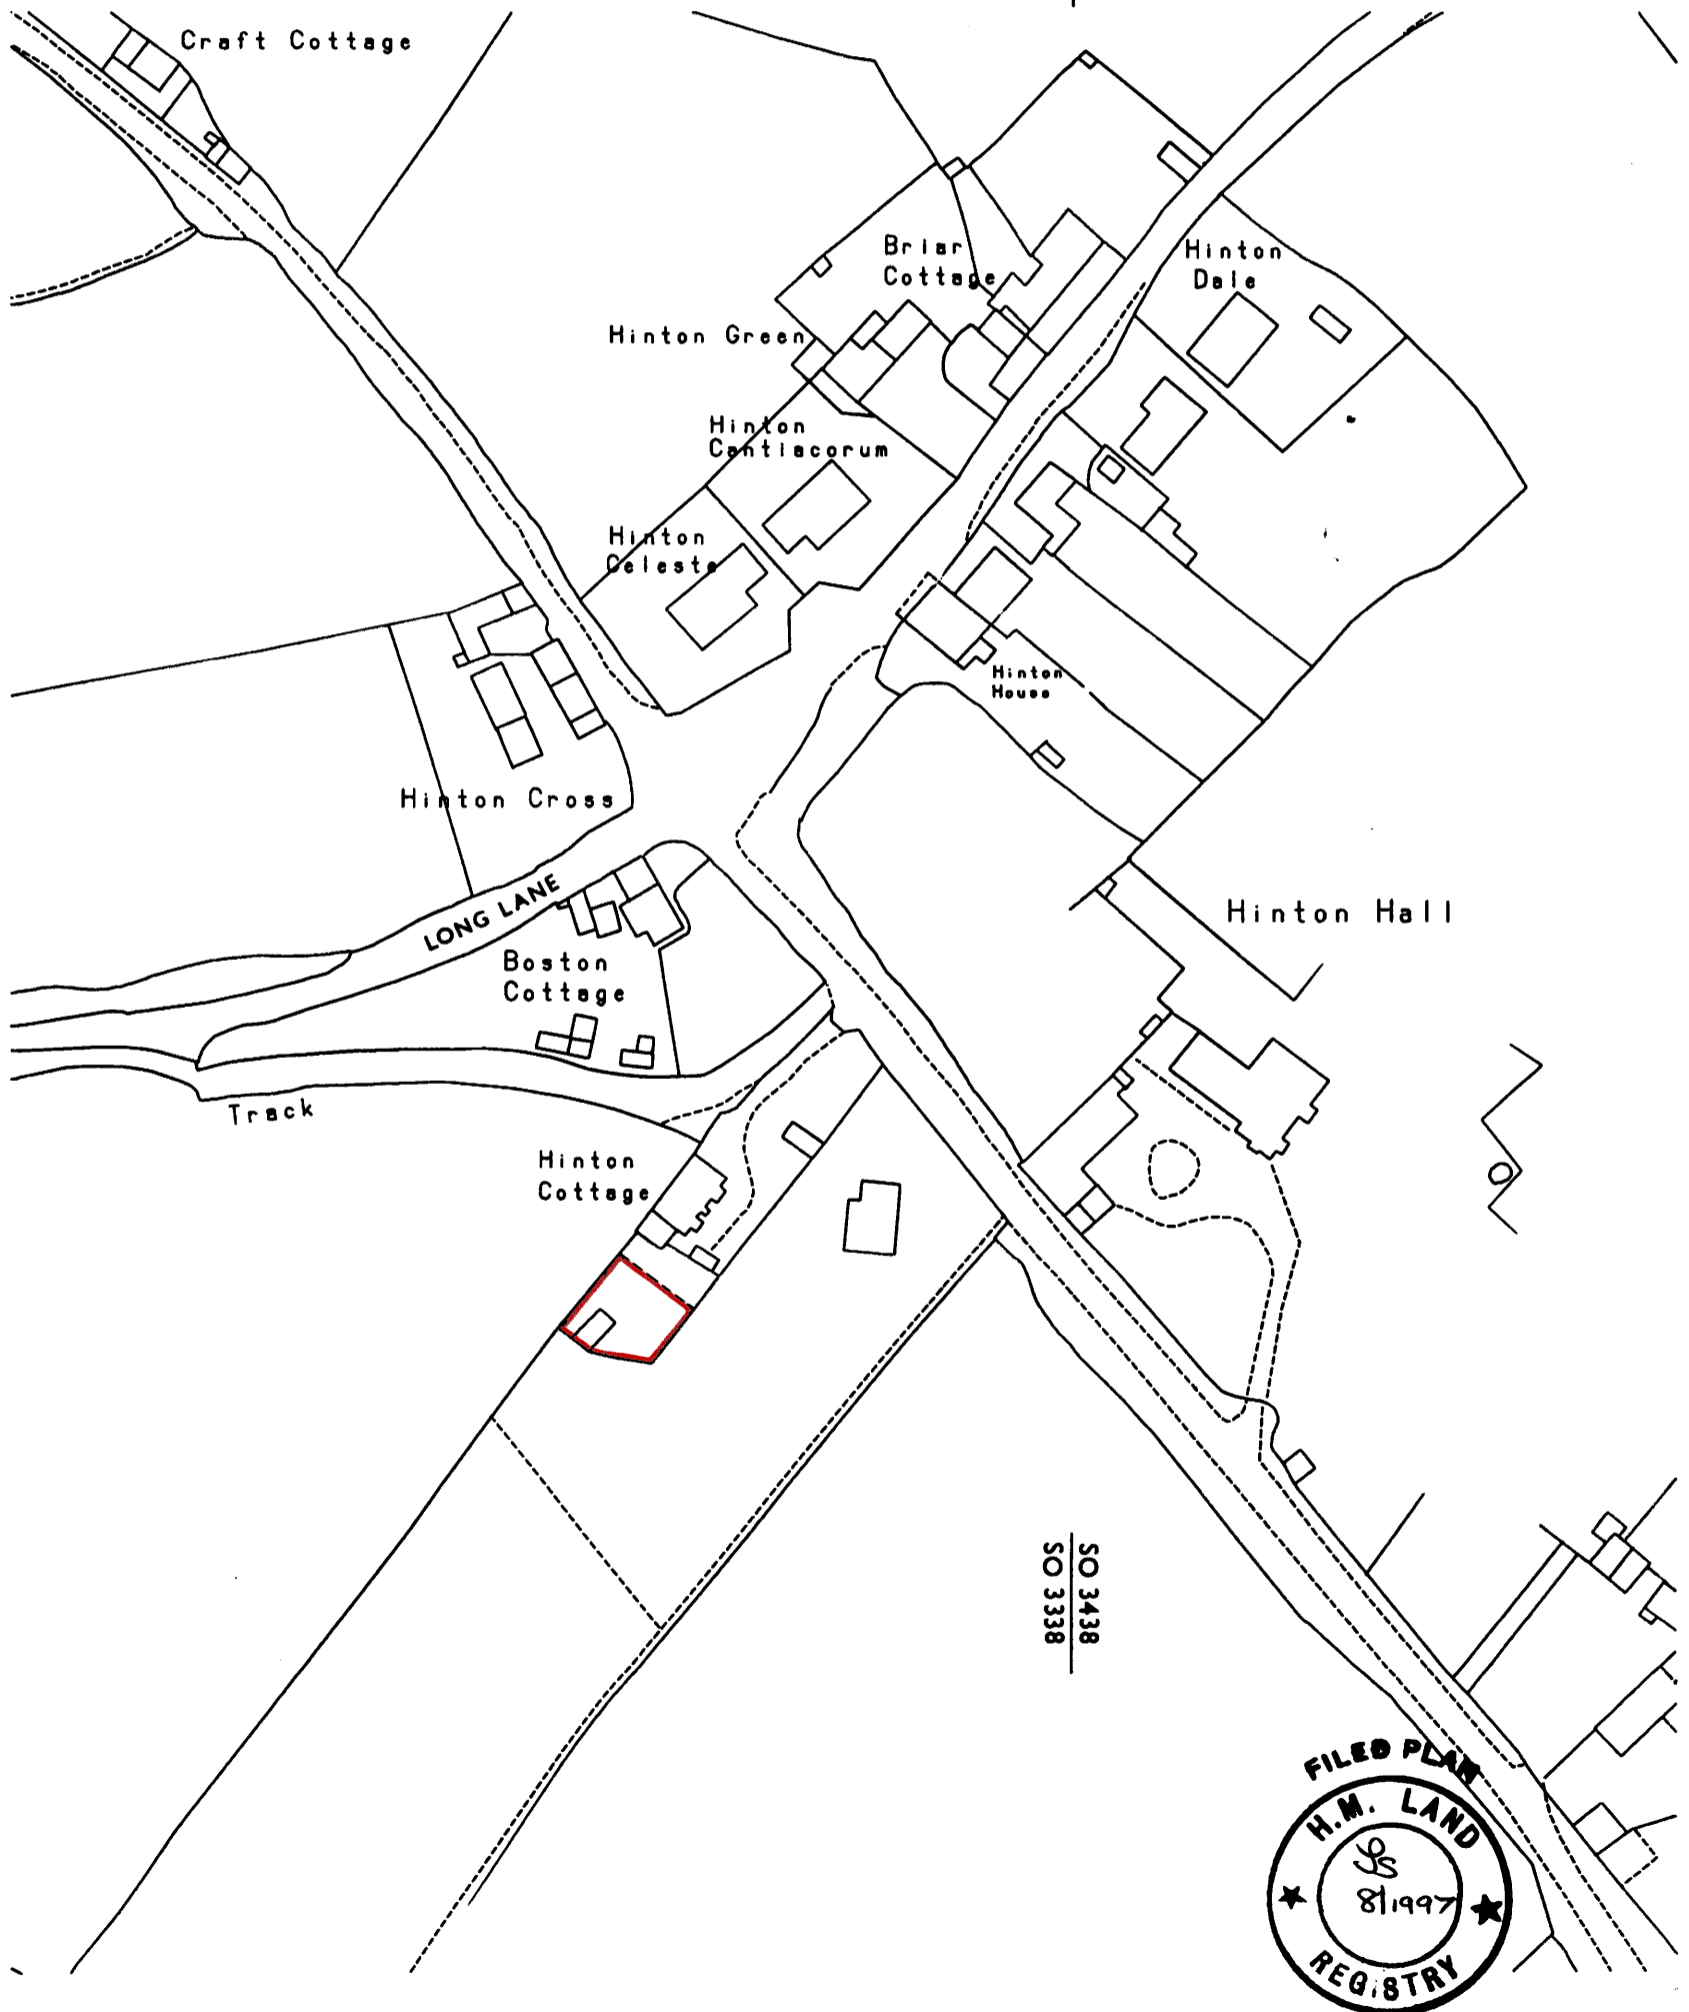 Craft Cottage
Briar
Cottage
Hinton
Dale
Hinton Green
Hinton
Cantiacorum
Hinton
Celeste
Hinton
House
Hinton Cross
LONG LANE
Hinton Hall
Boston
Cottage
Track
Hinton
Cottage
SO 3438
SO 3338
FILED PLAN
H.M. LAND
8/1997
REGISTRY